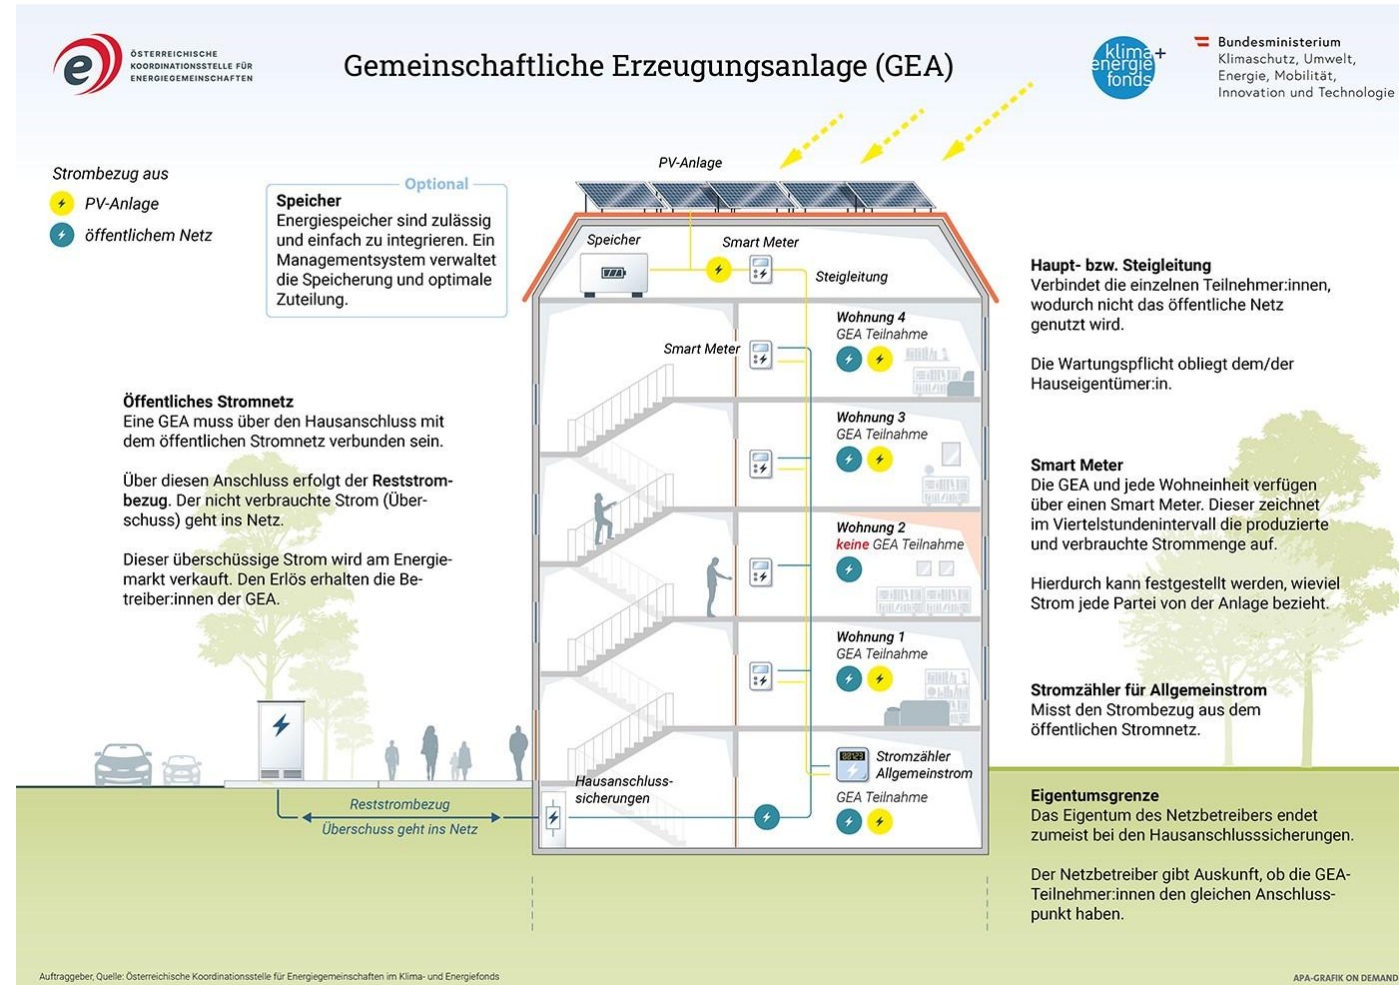 ÖSTERREICHISCHE
KOORDINATIONSSTELLE FÜR
ENERGIEGEMEINSCHAFTEN
Gemeinschaftliche Erzeugungsanlage (GEA)
klima+
energie
fonds
Bundesministerium
Klimaschutz, Umwelt,
Energie, Mobilität,
Innovation und Technologie
Strombezug aus
PV-Anlage
öffentlichem Netz
Optional
Speicher
Energiespeicher sind zulässig
und einfach zu integrieren. Ein
Managementsystem verwaltet
die Speicherung und optimale
Zuteilung.
Öffentliches Stromnetz
Eine GEA muss über den Hausanschluss mit
dem öffentlichen Stromnetz verbunden sein.
Über diesen Anschluss erfolgt der Reststrom-
bezug. Der nicht verbrauchte Strom (Über-
schuss) geht ins Netz.
Dieser überschüssige Strom wird am Energie-
markt verkauft. Den Erlös erhalten die Be-
treiber:innen der GEA.
PV-Anlage
Speicher
Smart Meter
Steigleitung
Smart Meter
Wohnung 4
GEA Teilnahme
Wohnung 3
GEA Teilnahme
Wohnung 2
keine GEA Teilnahme
Wohnung 1
GEA Teilnahme
Stromzähler
Allgemeinstrom
GEA Teilnahme
Hausanschluss-
sicherungen
Reststrombezug
Überschuss geht ins Netz
Haupt- bzw. Steigleitung
Verbindet die einzelnen Teilnehmer:innen,
wodurch nicht das öffentliche Netz
genutzt wird.
Die Wartungspflicht obliegt dem/der
Hauseigentümer:in.
Smart Meter
Die GEA und jede Wohneinheit verfügen
über einen Smart Meter. Dieser zeichnet
im Viertelstundenintervall die produzierte
und verbrauchte Strommenge auf.
Hierdurch kann festgestellt werden, wieviel
Strom jede Partei von der Anlage bezieht.
Stromzähler für Allgemeinstrom
Misst den Strombezug aus dem
öffentlichen Stromnetz.
Eigentumsgrenze
Das Eigentum des Netzbetreibers endet
zumeist bei den Hausanschlusssicherungen.
Der Netzbetreiber gibt Auskunft, ob die GEA-
Teilnehmer:innen den gleichen Anschluss-
punkt haben.
Auftraggeber, Quelle: Österreichische Koordinationsstelle für Energiegemeinschaften im Klima- und Energiefonds
APA-GRAFIK ON DEMAND